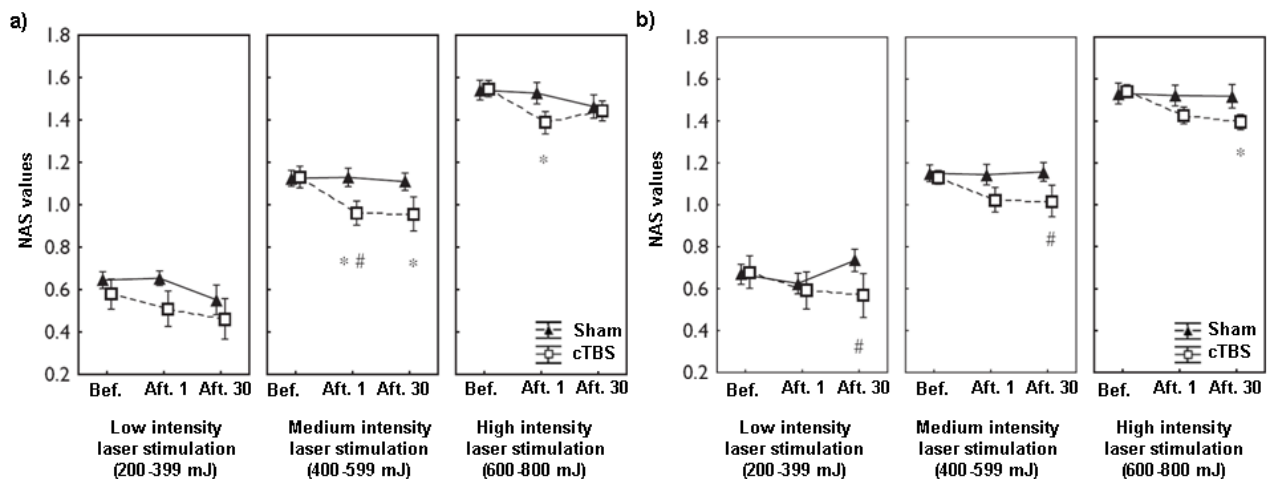 a)
NAS values
1.8
1.6
1.4
1.2
1.0
0.8
0.6
0.4
0.2
* #
*
*
Sham
cTBS
Bef. Aft. 1 Aft. 30
Bef. Aft. 1 Aft. 30
Bef. Aft. 1 Aft. 30
Low intensity
laser stimulation
(200-399 mJ)
Medium intensity
laser stimulation
(400-599 mJ)
High intensity
laser stimulation
(600-800 mJ)
b)
NAS values
1.8
1.6
1.4
1.2
1.0
0.8
0.6
0.4
0.2
#
#
*
Sham
cTBS
Bef. Aft. 1 Aft. 30
Bef. Aft. 1 Aft. 30
Bef. Aft. 1 Aft. 30
Low intensity
laser stimulation
(200-399 mJ)
Medium intensity
laser stimulation
(400-599 mJ)
High intensity
laser stimulation
(600-800 mJ)